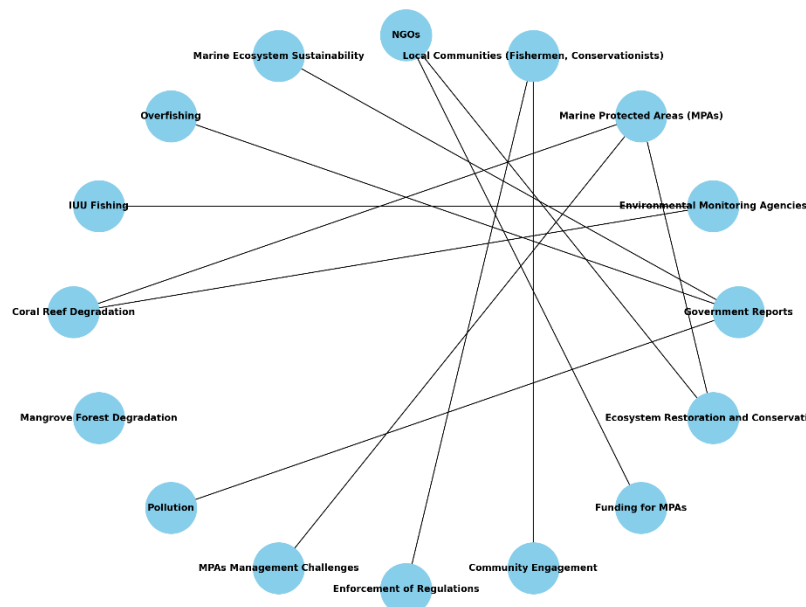 NGOs
Marine Ecosystem Sustainability
Local Communities (Fishermen, Conservationists)
Overfishing
Marine Protected Areas (MPAs)
IUU Fishing
Environmental Monitoring Agencies
Coral Reef Degradation
Government Reports
Mangrove Forest Degradation
Ecosystem Restoration and Conservati
Pollution
Funding for MPAs
MPAs Management Challenges
Community Engagement
Enforcement of Regulations